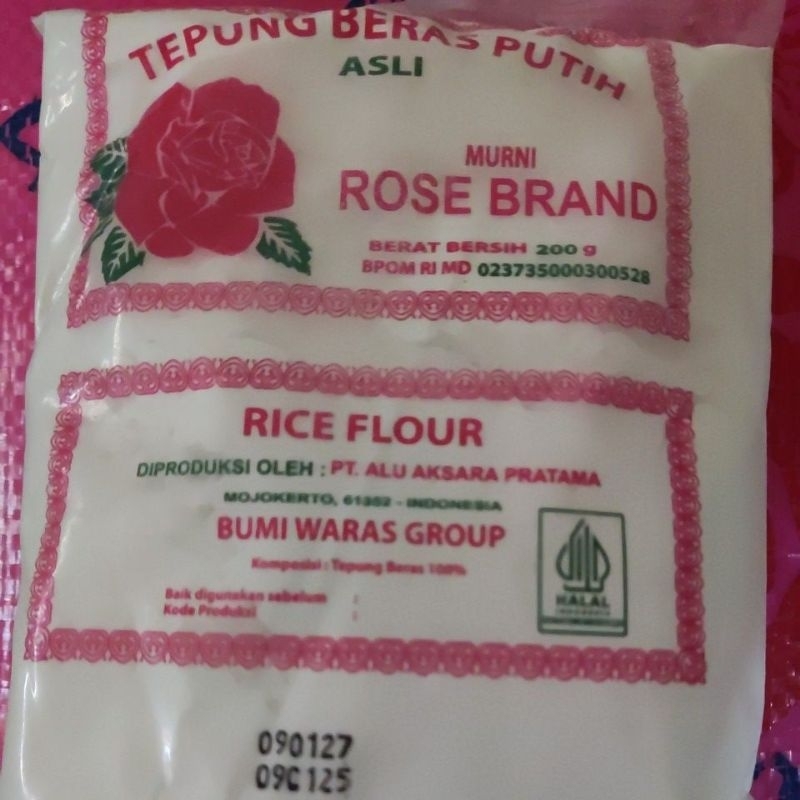 TEPUNG BERAS PUTIH
ASLI
MURNI
ROSE BRAND
BERAT BERSIH 200 g
BPOM RI MD 023735000300528
RICE FLOUR
DIPRODUKSI OLEH : PT. ALU AKSARA PRATAMA
MOJOKERTO, 61352 - INDONESIA
BUMI WARAS GROUP
Komposisi : Tepung Beras 100%
Baik digunakan sebelum :
Kode Produksi :
HALAL
INDONESIA
090127
09C125